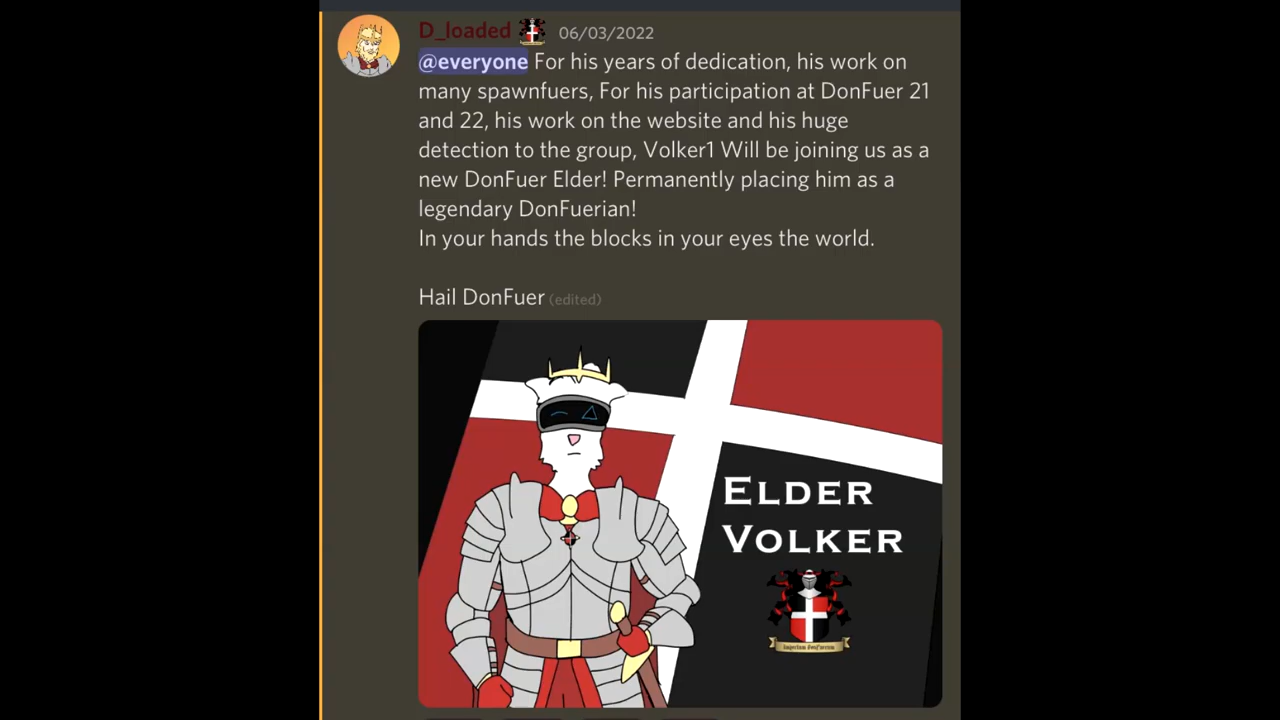 D_loaded 06/03/2022
@everyone For his years of dedication, his work on
many spawnfuers, For his participation at DonFuer 21
and 22, his work on the website and his huge
detection to the group, Volker1 Will be joining us as a
new DonFuer Elder! Permanently placing him as a
legendary DonFuerian!
In your hands the blocks in your eyes the world.
Hail DonFuer (edited)
ELDER
VOLKER